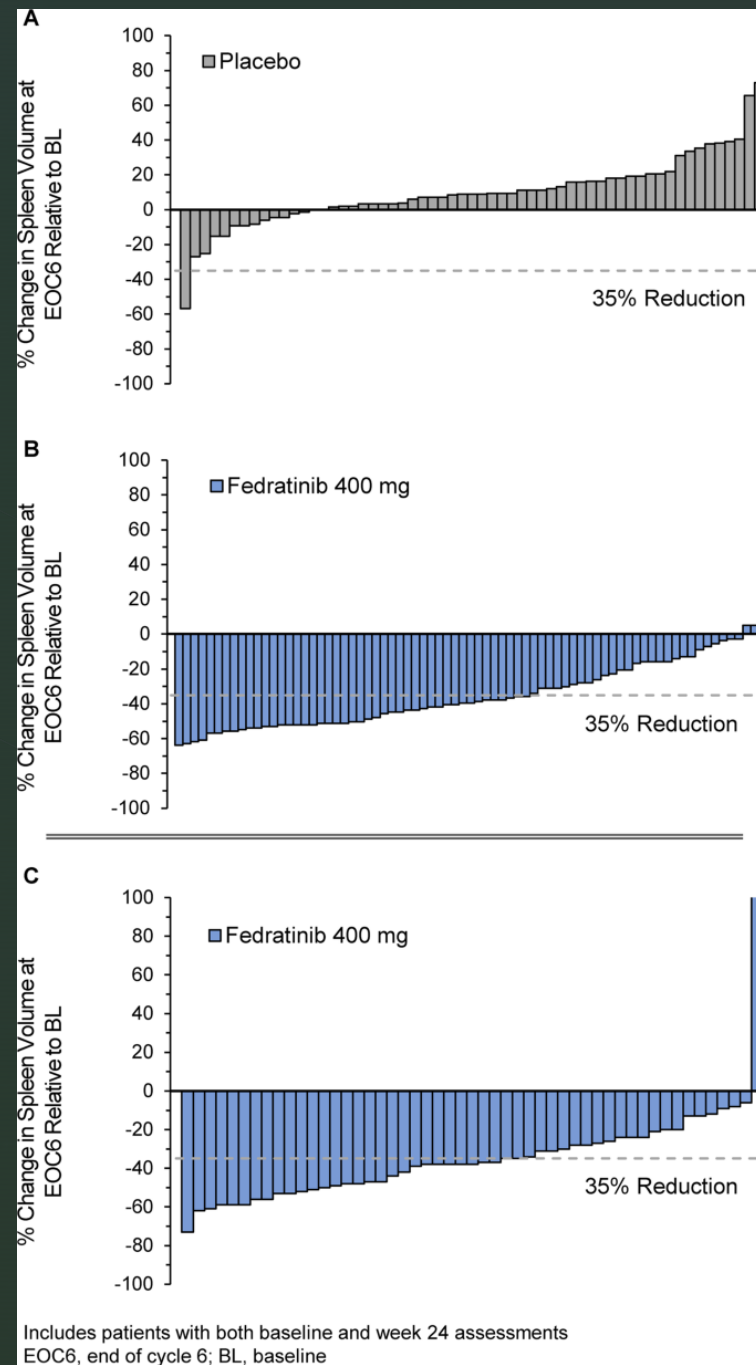 A
Placebo
% Change in Spleen Volume at
EOC6 Relative to BL
100
80
60
40
20
0
-20
-40
-60
-80
-100
35% Reduction
B
Fedratinib 400 mg
% Change in Spleen Volume at
EOC6 Relative to BL
100
80
60
40
20
0
-20
-40
-60
-80
-100
35% Reduction
C
Fedratinib 400 mg
% Change in Spleen Volume at
EOC6 Relative to BL
100
80
60
40
20
0
-20
-40
-60
-80
-100
35% Reduction
Includes patients with both baseline and week 24 assessments
EOC6, end of cycle 6; BL, baseline